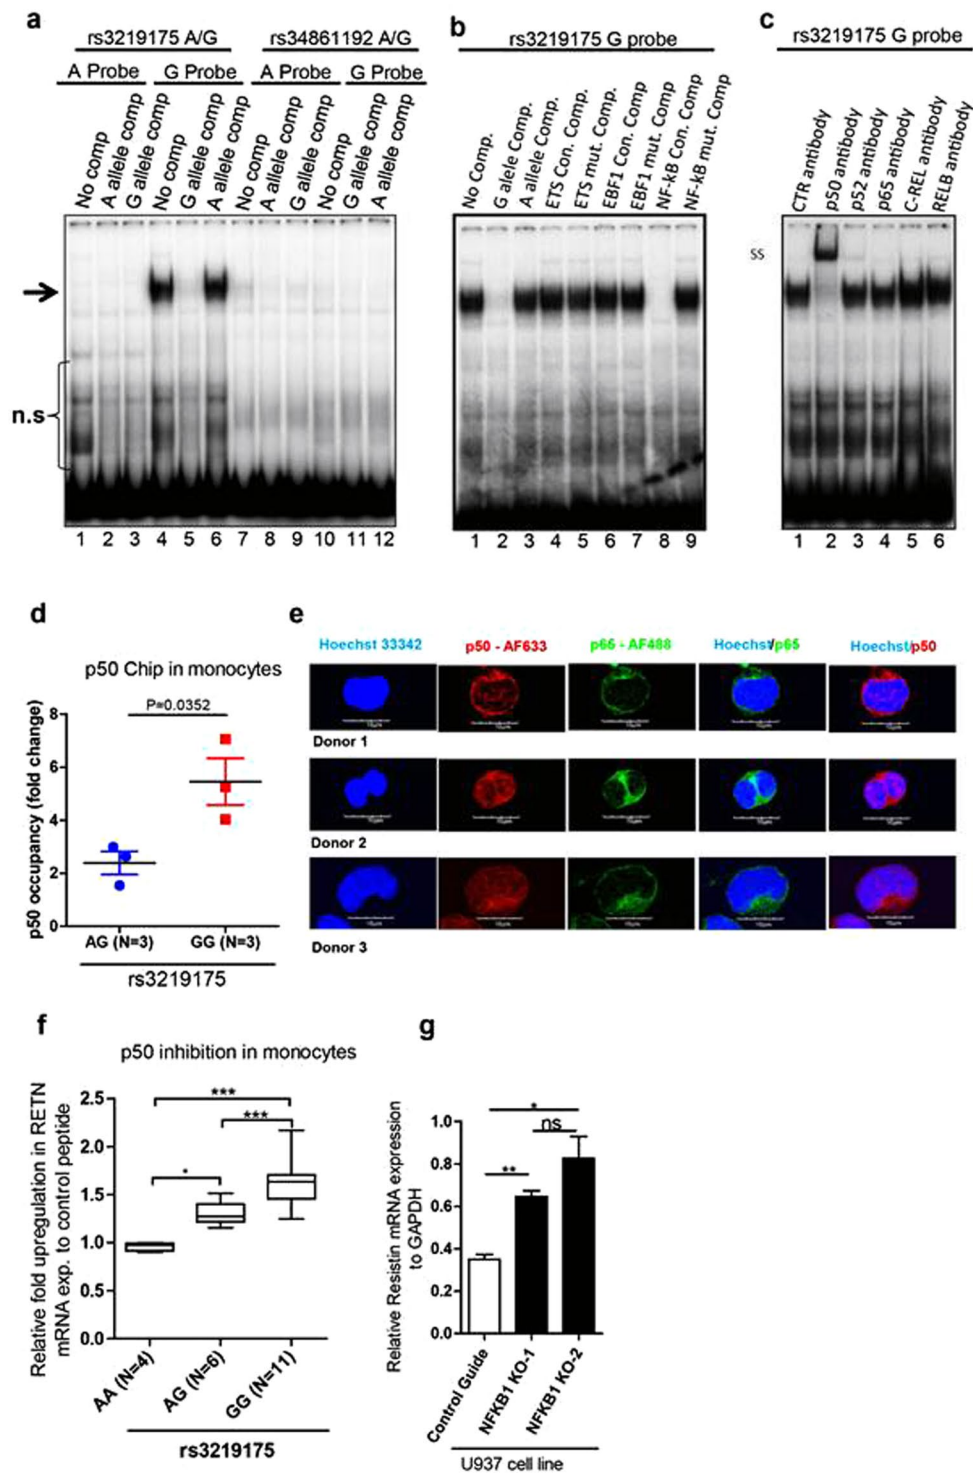 a
rs3219175 A/G
rs34861192 A/G
A Probe
G Probe
A Probe
G Probe
No comp
A allele comp
G allele comp
No comp
G allele comp
A allele comp
No comp
A allele comp
G allele comp
No comp
G allele comp
A allele comp
n.s
1 2 3 4 5 6 7 8 9 10 11 12
b
rs3219175 G probe
No Comp.
G alele Comp.
A allele Comp.
ETS Con. Comp
ETS mut. Comp.
EBF1 Con. Comp
EBF1 mut. Comp
NF-kB Con. Comp
NF-kB mut. Comp
1 2 3 4 5 6 7 8 9
c
rs3219175 G probe
CTR antibody
p50 antibody
p52 antibody
p65 antibody
C-REL antibody
RELB antibody
SS
1 2 3 4 5 6
d
p50 Chip in monocytes
p50 occupancy (fold change)
P=0.0352
8
6
4
2
0
AG (N=3)
GG (N=3)
rs3219175
e
Hoechst 33342
p50 - AF633
p65 - AF488
Hoechst/p65
Hoechst/p50
Donor 1
Donor 2
Donor 3
f
p50 inhibition in monocytes
Relative fold upregulation in RETN
mRNA exp. to control peptide
2.5
2.0
1.5
1.0
0.5
0.0
***
***
*
AA (N=4)
AG (N=6)
GG (N=11)
rs3219175
g
Relative Resistin mRNA expression
to GAPDH
1.0
0.8
0.6
0.4
0.2
0.0
*
ns
**
Control Guide
NFKB1 KO-1
NFKB1 KO-2
U937 cell line